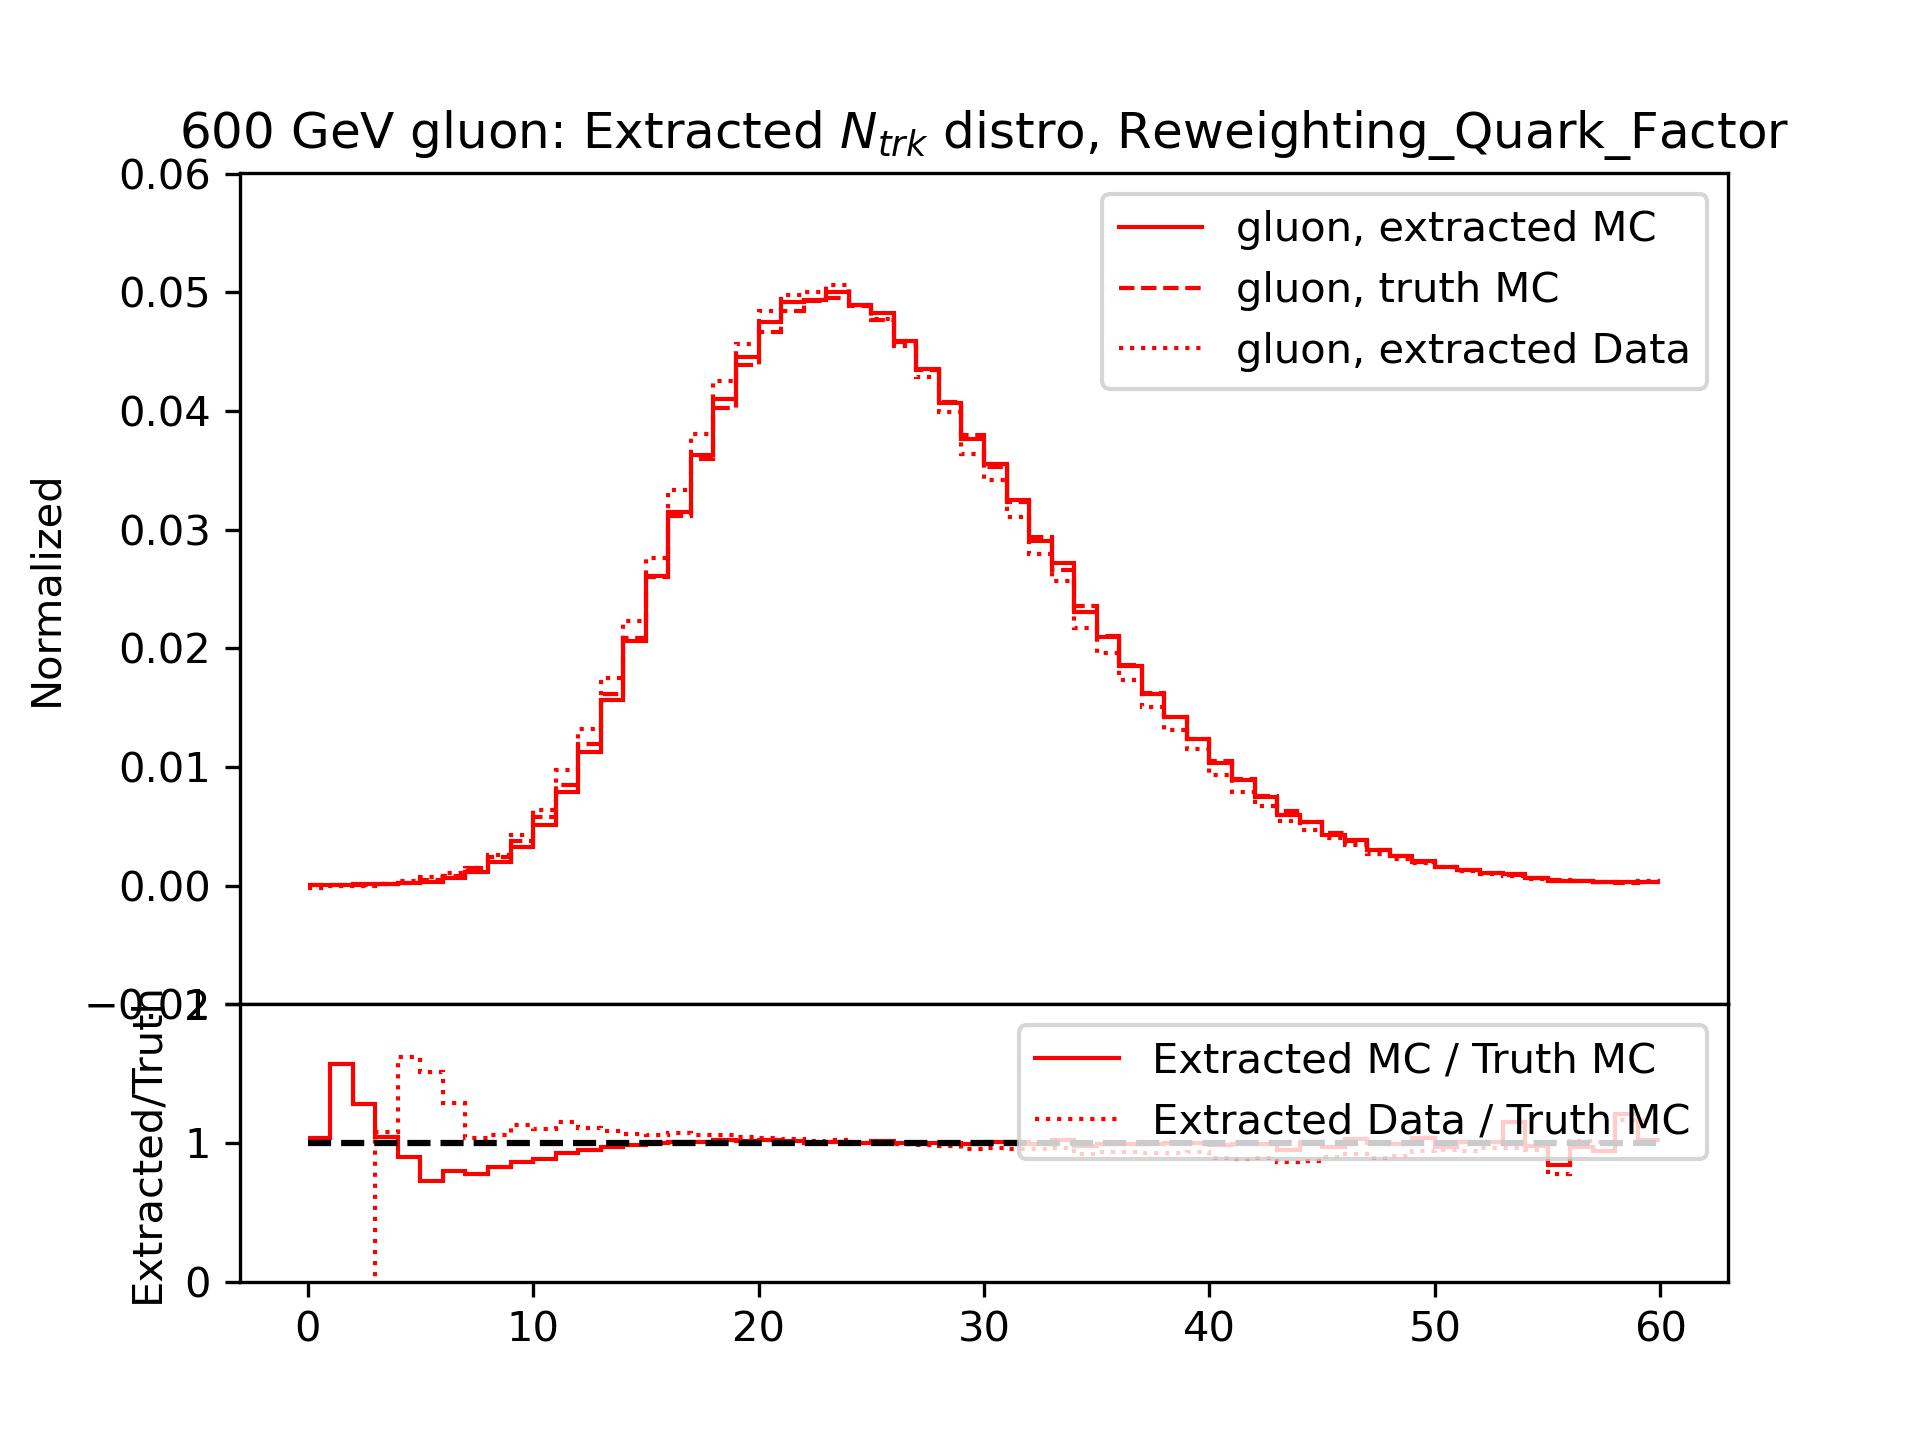 600 GeV gluon: Extracted N_trk distro, Reweighting_Quark_Factor
0.06
0.05
0.04
0.03
0.02
0.01
0.00
−0.01
Normalized
gluon, extracted MC
gluon, truth MC
gluon, extracted Data
2
1
0
Extracted/Truth
Extracted MC / Truth MC
Extracted Data / Truth MC
0 10 20 30 40 50 60